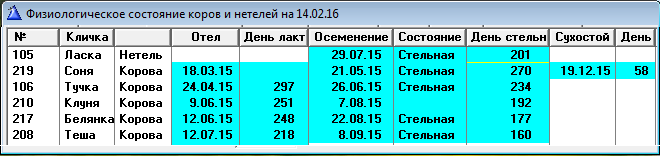 Физиологическое состояние коров и нетелей на 14.02.16
№ Кличка Отел День лакт Осеменение Состояние День стельн Сухостой День
105 Ласка Нетель 29.07.15 Стельная 201
219 Соня Корова 18.03.15 21.05.15 Стельная 270 19.12.15 58
106 Тучка Корова 24.04.15 297 26.06.15 Стельная 234
210 Клуня Корова 9.06.15 251 7.08.15 192
217 Белянка Корова 12.06.15 248 22.08.15 Стельная 177
208 Теша Корова 12.07.15 218 8.09.15 Стельная 160